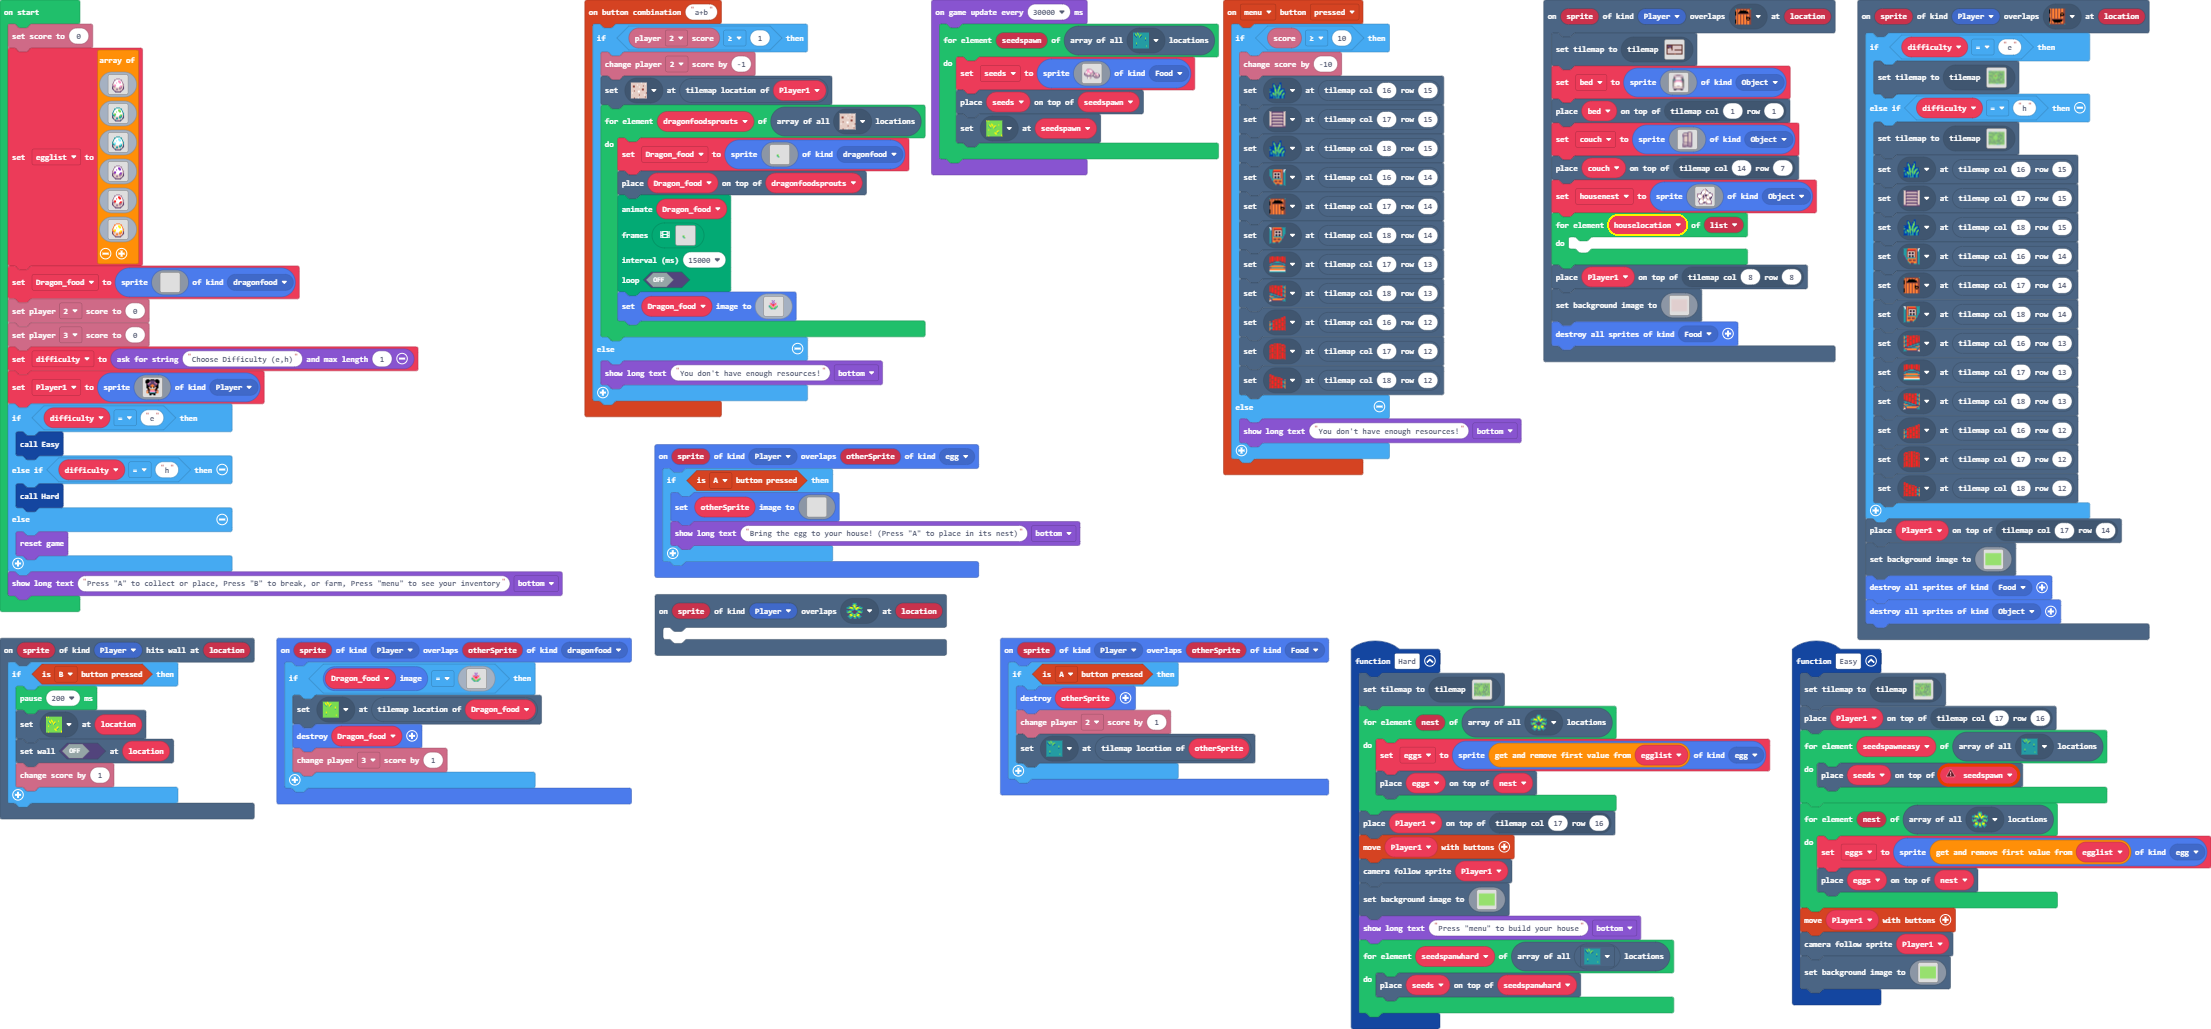 on start
set score to 0
set egglist to array of
set Dragon_food to sprite of kind dragonfood
set player 2 score to 0
set player 3 score to 0
set difficulty to ask for string "Choose Difficulty (e,h)" and max length 1
set Player1 to sprite of kind Player
if difficulty = "e" then
call Easy
else if difficulty = "h" then
call Hard
else
reset game
show long text "Press "A" to collect or place, Press "B" to break, or farm, Press "menu" to see your inventory" bottom
on button combination "a+b"
if player 2 score ≥ 1 then
change player 2 score by -1
set at tilemap location of Player1
for element dragonfoodsprouts of array of all locations
do
set Dragon_food to sprite of kind dragonfood
place Dragon_food on top of dragonfoodsprouts
animate Dragon_food
frames
interval (ms) 15000
loop OFF
set Dragon_food image to
else
show long text "You don't have enough resources!" bottom
on game update every 30000 ms
for element seedspawn of array of all locations
do
set seeds to sprite of kind Food
place seeds on top of seedspawn
set at seedspawn
on menu button pressed
if score ≥ 10 then
change score by -10
set at tilemap col 16 row 15
set at tilemap col 17 row 15
set at tilemap col 18 row 15
set at tilemap col 16 row 14
set at tilemap col 17 row 14
set at tilemap col 18 row 14
set at tilemap col 17 row 13
set at tilemap col 18 row 13
set at tilemap col 16 row 12
set at tilemap col 17 row 12
set at tilemap col 18 row 12
else
show long text "You don't have enough resources!" bottom
on sprite of kind Player overlaps at location
set tilemap to tilemap
set bed to sprite of kind Object
place bed on top of tilemap col 1 row 1
set couch to sprite of kind Object
place couch on top of tilemap col 14 row 7
set housenest to sprite of kind Object
for element houselocation of list
do
place Player1 on top of tilemap col 8 row 8
set background image to
destroy all sprites of kind Food
on sprite of kind Player overlaps at location
if difficulty = "e" then
set tilemap to tilemap
else if difficulty = "h" then
set tilemap to tilemap
set at tilemap col 16 row 15
set at tilemap col 17 row 15
set at tilemap col 18 row 15
set at tilemap col 16 row 14
set at tilemap col 17 row 14
set at tilemap col 18 row 14
set at tilemap col 16 row 13
set at tilemap col 17 row 13
set at tilemap col 18 row 13
set at tilemap col 16 row 12
set at tilemap col 17 row 12
set at tilemap col 18 row 12
place Player1 on top of tilemap col 17 row 14
set background image to
destroy all sprites of kind Food
destroy all sprites of kind Object
on sprite of kind Player overlaps otherSprite of kind egg
if is A button pressed then
set otherSprite image to
show long text "Bring the egg to your house! (Press "A" to place in its nest)" bottom
on sprite of kind Player overlaps at location
on sprite of kind Player hits wall at location
if is B button pressed then
pause 200 ms
set at location
set wall OFF at location
change score by 1
on sprite of kind Player overlaps otherSprite of kind dragonfood
if Dragon_food image = then
set at tilemap location of Dragon_food
destroy Dragon_food
change player 3 score by 1
on sprite of kind Player overlaps otherSprite of kind Food
if is A button pressed then
destroy otherSprite
change player 2 score by 1
set at tilemap location of otherSprite
function Hard
set tilemap to tilemap
for element nest of array of all locations
do
set eggs to sprite get and remove first value from egglist of kind egg
place eggs on top of nest
place Player1 on top of tilemap col 17 row 16
move Player1 with buttons
camera follow sprite Player1
set background image to
show long text "Press "menu" to build your house" bottom
for element seedspanwhard of array of all locations
do
place seeds on top of seedspanwhard
function Easy
set tilemap to tilemap
place Player1 on top of tilemap col 17 row 16
for element seedspawneasy of array of all locations
do
place seeds on top of seedspawn
for element nest of array of all locations
do
set eggs to sprite get and remove first value from egglist of kind egg
place eggs on top of nest
move Player1 with buttons
camera follow sprite Player1
set background image to